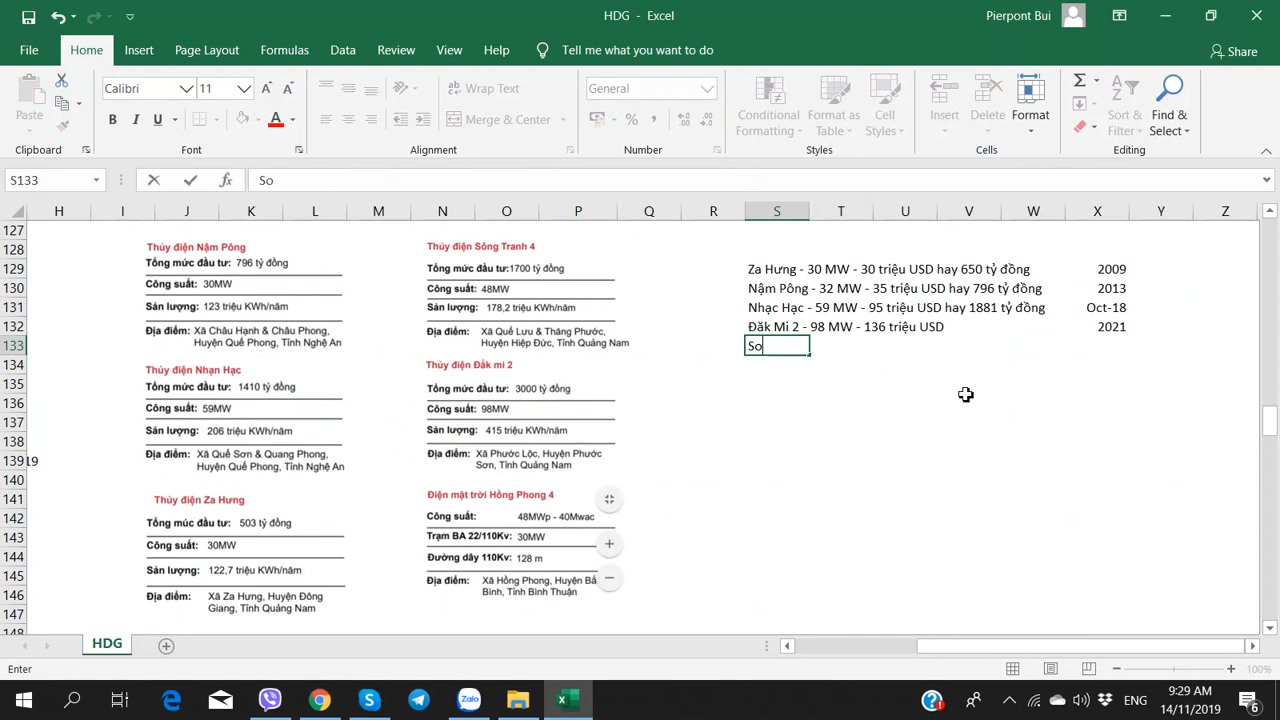 HDG - Excel
Pierpont Bui
File Home Insert Page Layout Formulas Data Review View Help Tell me what you want to do Share
Calibri 11 Wrap Text General
Paste B I U Merge & Center Conditional Formatting Format as Table Cell Styles Insert Delete Format Sort & Filter Find & Select
Clipboard Font Alignment Number Styles Cells Editing
S133 So
H I J K L M N O P Q R S T U V W X Y Z
127
128
129
130
131
132
133
134
135
136
137
138
139
140
141
142
143
144
145
146
147
148
19
Thủy điện Nậm Pông
Tổng mức đầu tư: 796 tỷ đồng
Công suất: 30MW
Sản lượng: 123 triệu KWh/năm
Địa điểm: Xã Châu Hạnh & Châu Phong,
Huyện Quế Phong, Tỉnh Nghệ An
Thủy điện Nhạn Hạc
Tổng mức đầu tư: 1410 tỷ đồng
Công suất: 59MW
Sản lượng: 206 triệu KWh/năm
Địa điểm: Xã Quế Sơn & Quang Phong,
Huyện Quế Phong, Tỉnh Nghệ An
Thủy điện Za Hưng
Tổng múc đầu tư: 503 tỷ đồng
Công suất: 30MW
Sản lượng: 122,7 triệu KWh/năm
Địa điểm: Xã Za Hưng, Huyện Đông
Giang, Tỉnh Quảng Nam
Thủy điện Sông Tranh 4
Tổng mức đầu tư:1700 tỷ đồng
Công suất: 48MW
Sản lượng: 178,2 triệu KWh/năm
Địa điểm: Xã Quế Lưu & Thăng Phước,
Huyện Hiệp Đức, Tỉnh Quảng Nam
Thủy điện Đắk mi 2
Tổng mức đầu tư: 3000 tỷ đồng
Công suất: 98MW
Sản lượng: 415 triệu KWh/năm
Địa điểm: Xã Phước Lộc, Huyện Phước
Sơn, Tỉnh Quảng Nam
Điện mặt trời Hồng Phong 4
Công suất: 48MWp - 40Mwac
Trạm BA 22/110Kv: 30MW
Đường dây 110Kv: 128 m
Địa điểm: Xã Hồng Phong, Huyện Bắ
Bình, Tỉnh Bình Thuận
Za Hưng - 30 MW - 30 triệu USD hay 650 tỷ đồng 2009
Nậm Pông - 32 MW - 35 triệu USD hay 796 tỷ đồng 2013
Nhạc Hạc - 59 MW - 95 triệu USD hay 1881 tỷ đồng Oct-18
Đăk Mi 2 - 98 MW - 136 triệu USD 2021
So
HDG
Enter 100%
Zalo ENG 9:29 AM
14/11/2019 6